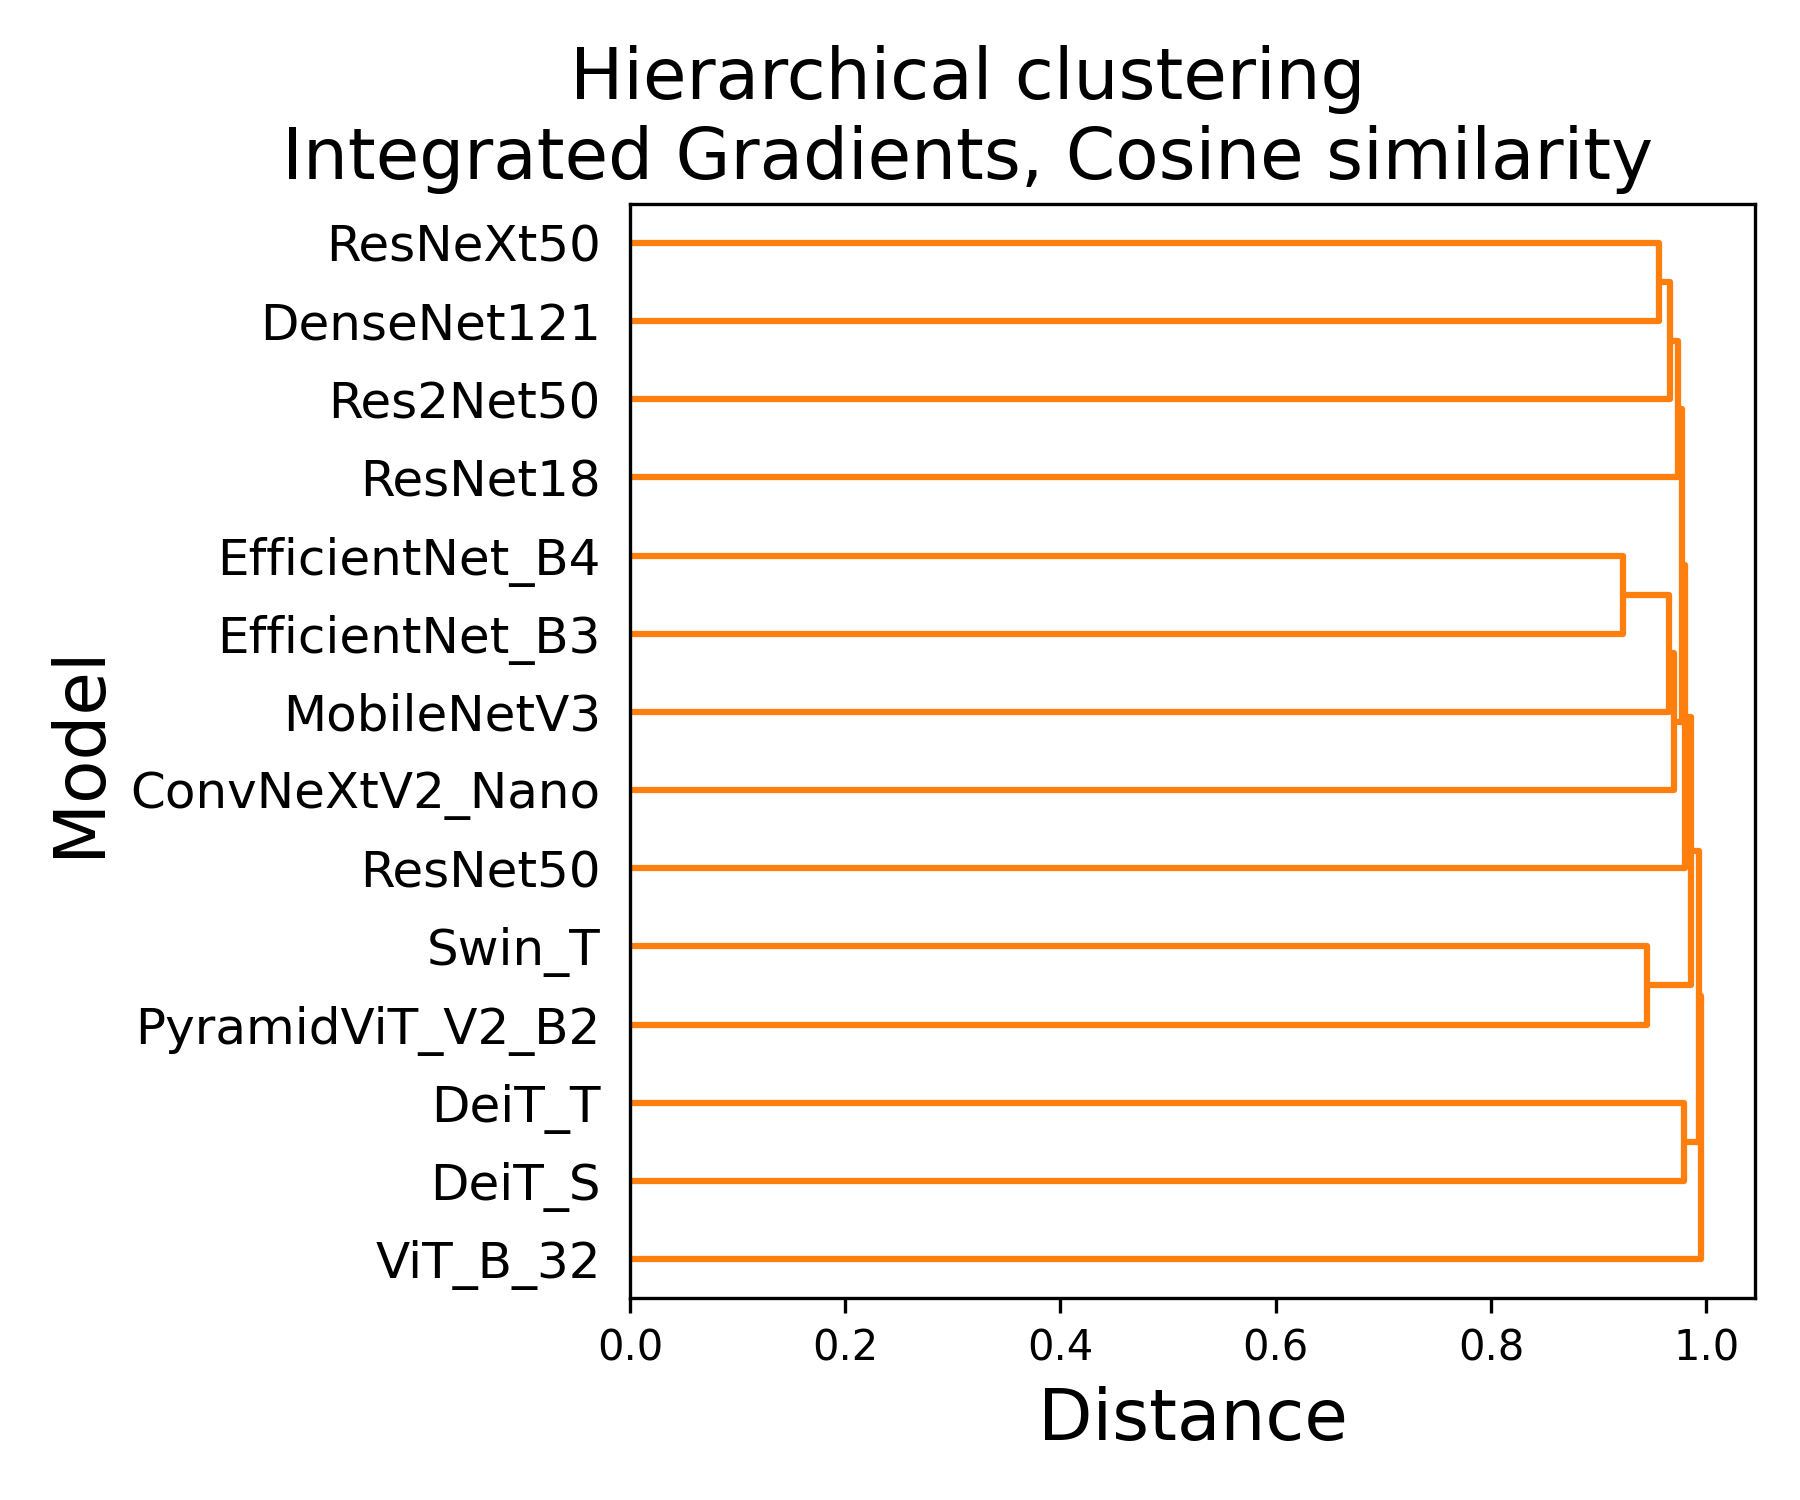 Hierarchical clustering
Integrated Gradients, Cosine similarity
ResNeXt50
DenseNet121
Res2Net50
ResNet18
EfficientNet_B4
EfficientNet_B3
MobileNetV3
ConvNeXtV2_Nano
ResNet50
Swin_T
PyramidViT_V2_B2
DeiT_T
DeiT_S
ViT_B_32
Model
0.0 0.2 0.4 0.6 0.8 1.0
Distance